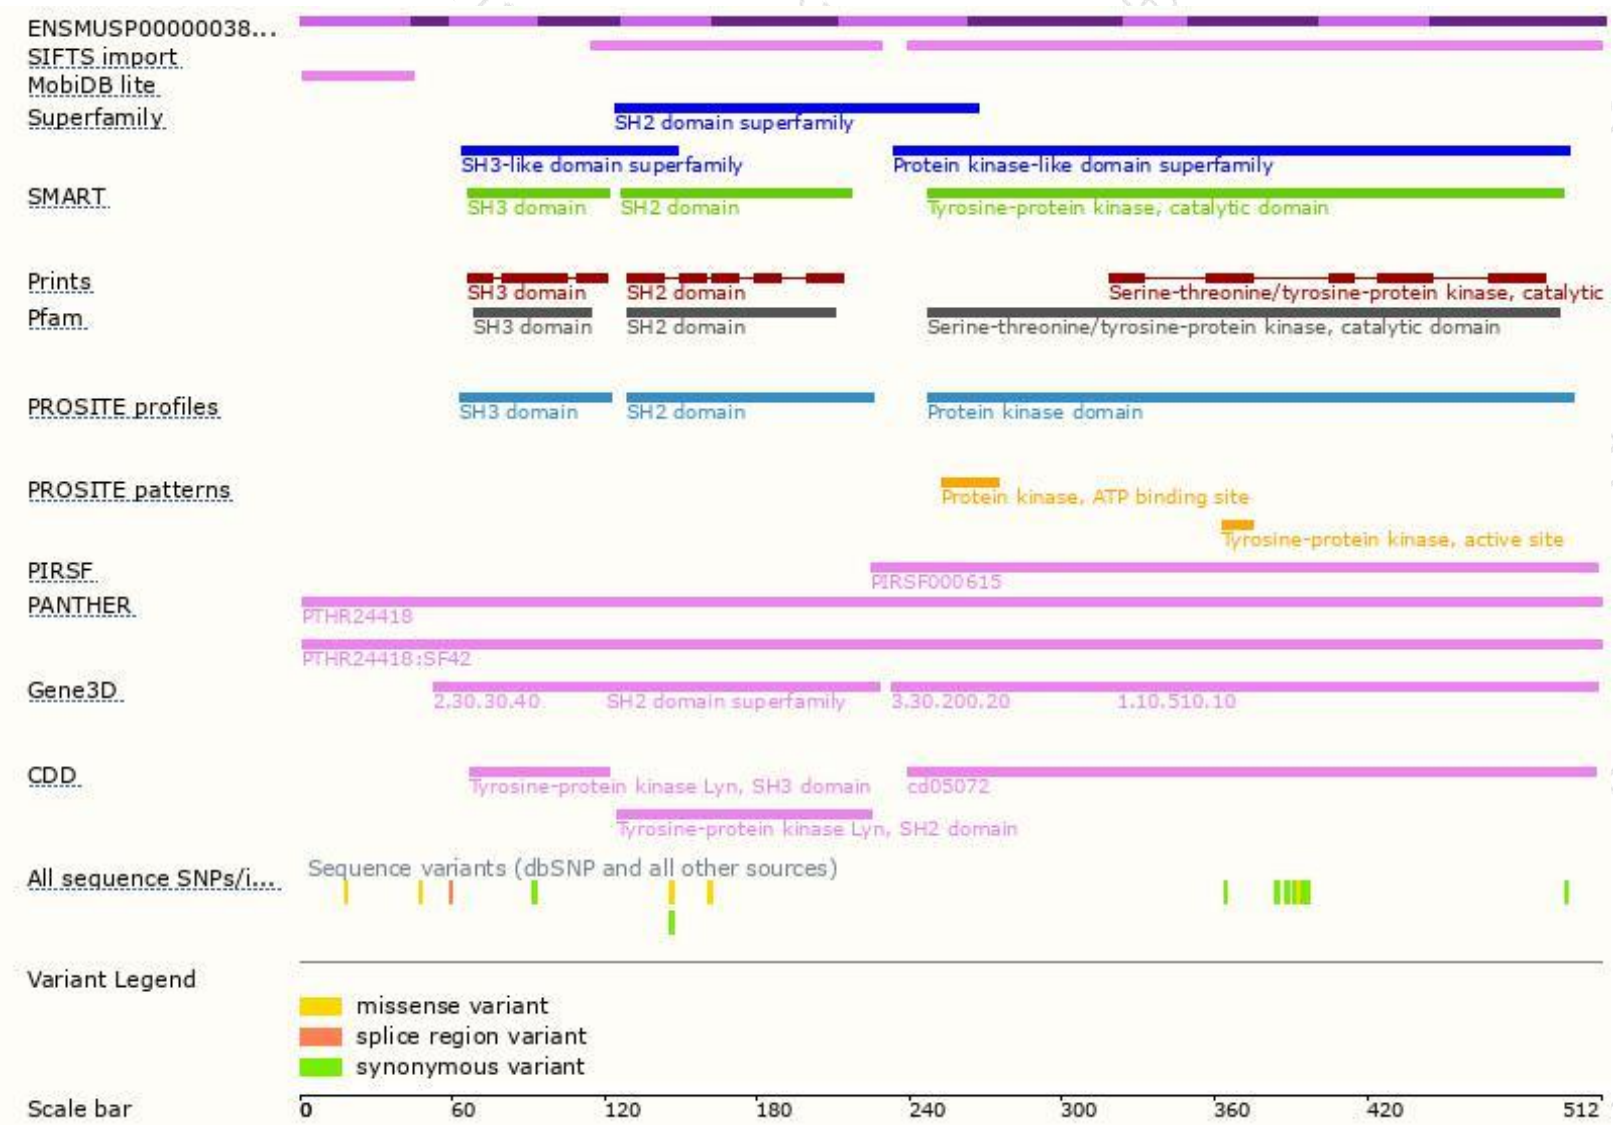 ENSMUSP00000038...
SIFTS import
MobiDB lite
Superfamily
SH2 domain superfamily
SH3-like domain superfamily Protein kinase-like domain superfamily
SMART
SH3 domain SH2 domain Tyrosine-protein kinase, catalytic domain
Prints
SH3 domain SH2 domain Serine-threonine/tyrosine-protein kinase, catalytic
Pfam
SH3 domain SH2 domain Serine-threonine/tyrosine-protein kinase, catalytic domain
PROSITE profiles
SH3 domain SH2 domain Protein kinase domain
PROSITE patterns
Protein kinase, ATP binding site
Tyrosine-protein kinase, active site
PIRSF
PIRSF000615
PANTHER
PTHR24418
PTHR24418:SF42
Gene3D
2.30.30.40 SH2 domain superfamily 3.30.200.20 1.10.510.10
CDD
Tyrosine-protein kinase Lyn, SH3 domain cd05072
Tyrosine-protein kinase Lyn, SH2 domain
Sequence variants (dbSNP and all other sources)
All sequence SNPs/i...
Variant Legend
missense variant
splice region variant
synonymous variant
Scale bar 0 60 120 180 240 300 360 420 512